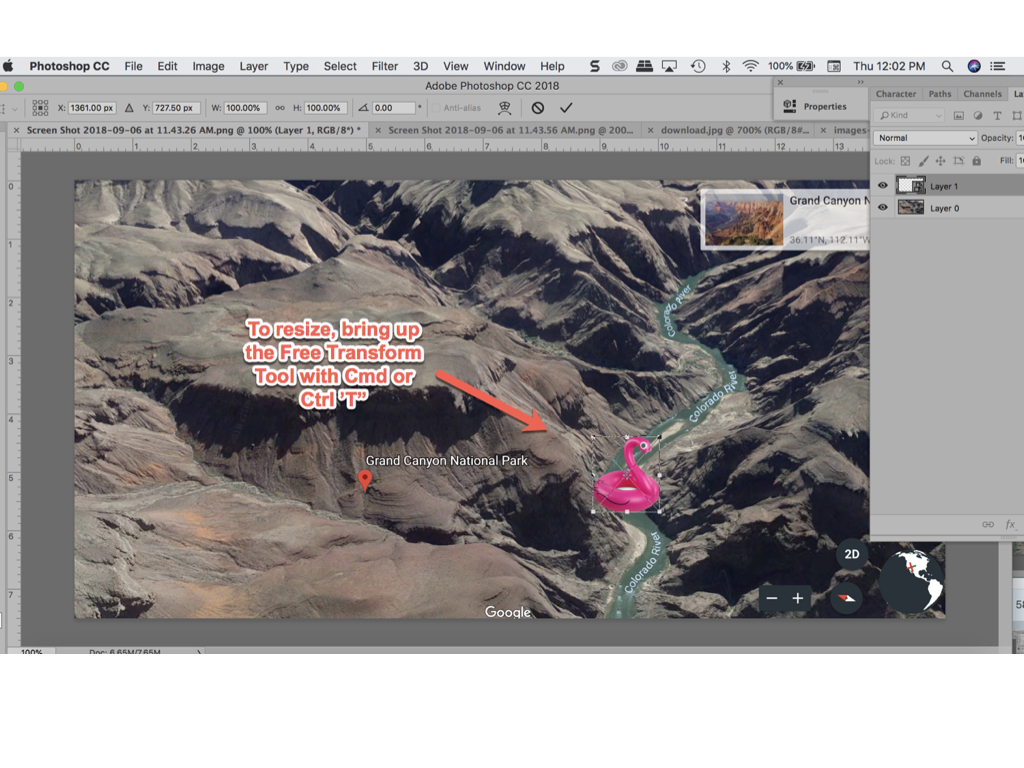 Photoshop CC File Edit Image Layer Type Select Filter 3D View Window Help 100% Thu 12:02 PM
Adobe Photoshop CC 2018
X: 1361.00 px Y: 727.50 px W: 100.00% H: 100.00% 0.00 ° Anti-alias
Properties
Character Paths Channels La
Kind
Normal Opacity: 10
Lock: Fill: 10
Layer 1
Layer 0
fx
Screen Shot 2018-09-06 at 11.43.26 AM.png @ 100% (Layer 1, RGB/8*) *
Screen Shot 2018-09-06 at 11.43.56 AM.png @ 200...
download.jpg @ 700% (RGB/8#...
images
0 1 2 3 4 5 6 7 8 9 10 11 12 13
0
1
2
3
4
5
6
7
Grand Canyon N
36.11°N, 112.11°W
Colorado River
Colorado River
To resize, bring up
the Free Transform
Tool with Cmd or
Ctrl 'T"
Grand Canyon National Park
Colorado River
2D
Google
58
100% Doc: 6.65M/7.65M